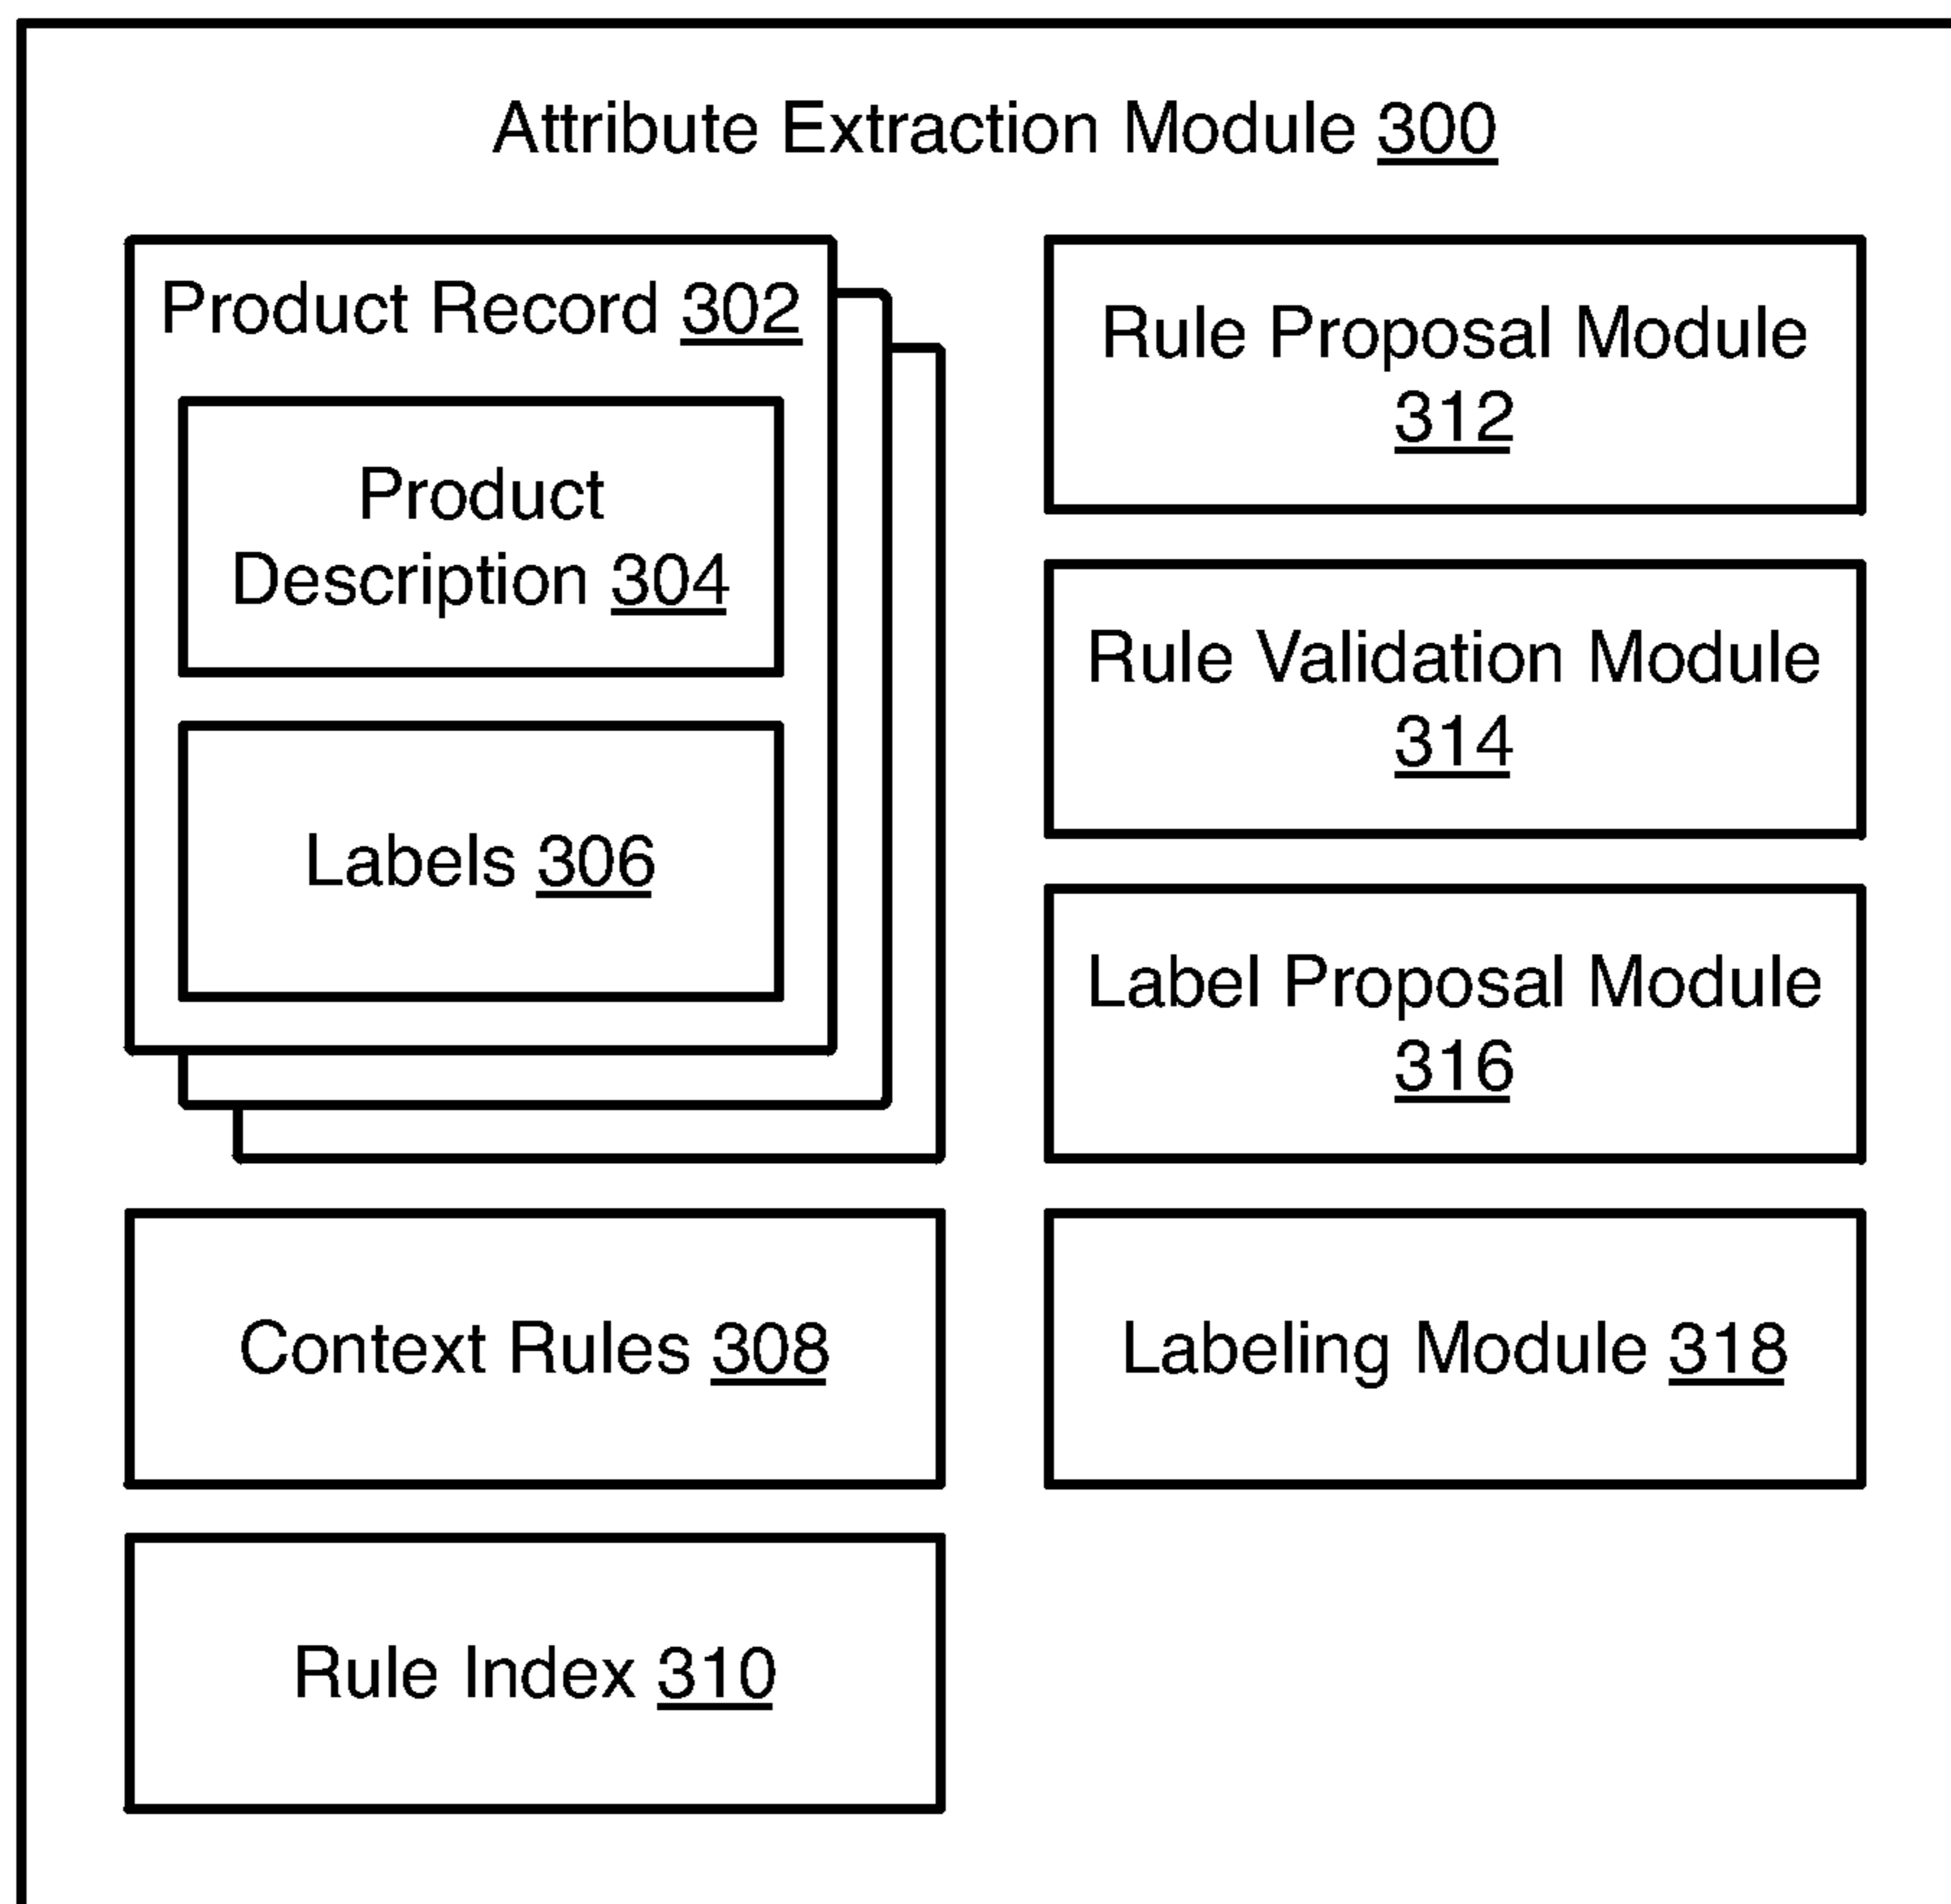 Attribute Extraction Module 300
Product Record 302
Product
Description 304
Labels 306
Context Rules 308
Rule Index 310
Rule Proposal Module
312
Rule Validation Module
314
Label Proposal Module
316
Labeling Module 318